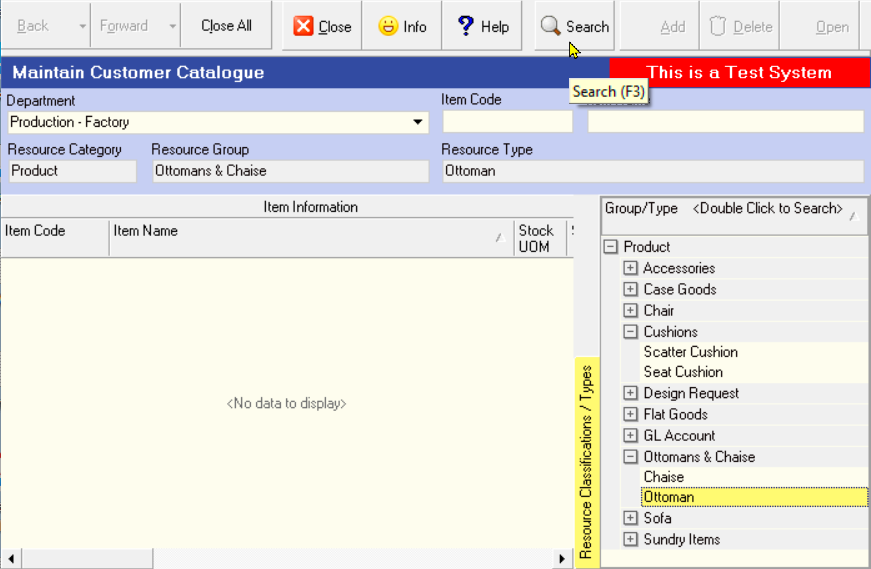 Back Forward Close All Close Info Help Search Add Delete Open
Maintain Customer Catalogue This is a Test System
Search (F3)
Department Item Code
Production - Factory
Resource Category Resource Group Resource Type
Product Ottomans & Chaise Ottoman
Item Information
Item Code Item Name Stock UOM
<No data to display>
Resource Classifications / Types
Group/Type <Double Click to Search>
Product
Accessories
Case Goods
Chair
Cushions
Scatter Cushion
Seat Cushion
Design Request
Flat Goods
GL Account
Ottomans & Chaise
Chaise
Ottoman
Sofa
Sundry Items